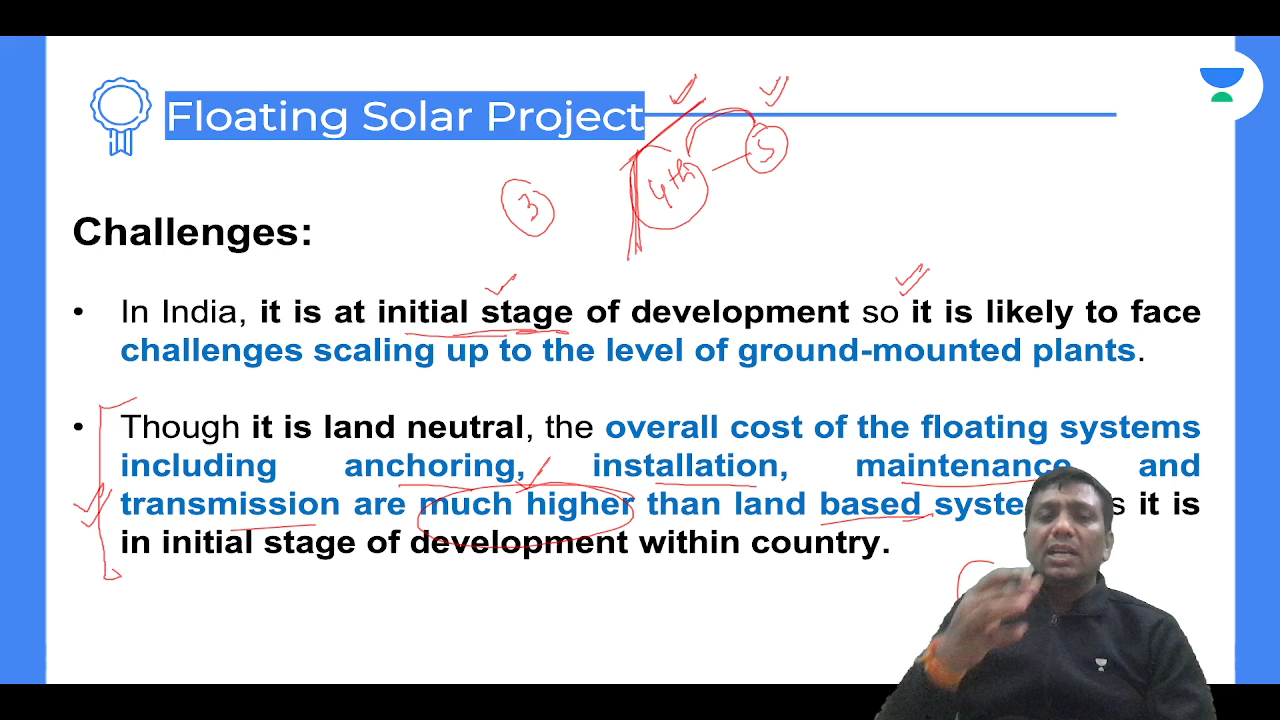 Floating Solar Project
4th
5
3
Challenges:
• In India, it is at initial stage of development so it is likely to face
challenges scaling up to the level of ground-mounted plants.
• Though it is land neutral, the overall cost of the floating systems
including anchoring, installation, maintenance and
transmission are much higher than land based it is
in initial stage of development within country.